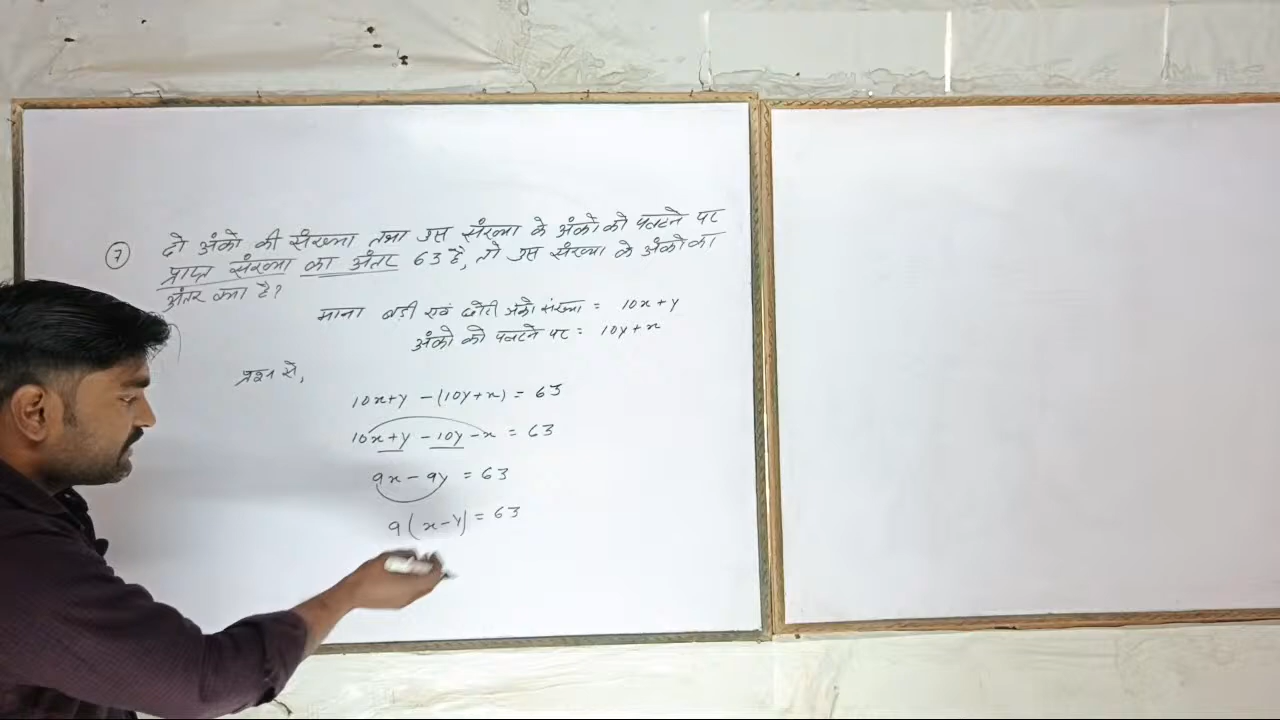 7 दो अंको की संख्या तथा उस संख्या के अंको को पलटने पर
प्राप्त संख्या का अंतर 63 है, तो उस संख्या के अंको का
अंतर क्या है?
माना बड़ी एवं छोटी अंको संख्या = 10x+y
अंको को पलटने पर = 10y+x
प्रश्न से,
10x+y -(10y+x) = 63
10x+y -10y-x = 63
9x-9y = 63
9(x-y) = 63